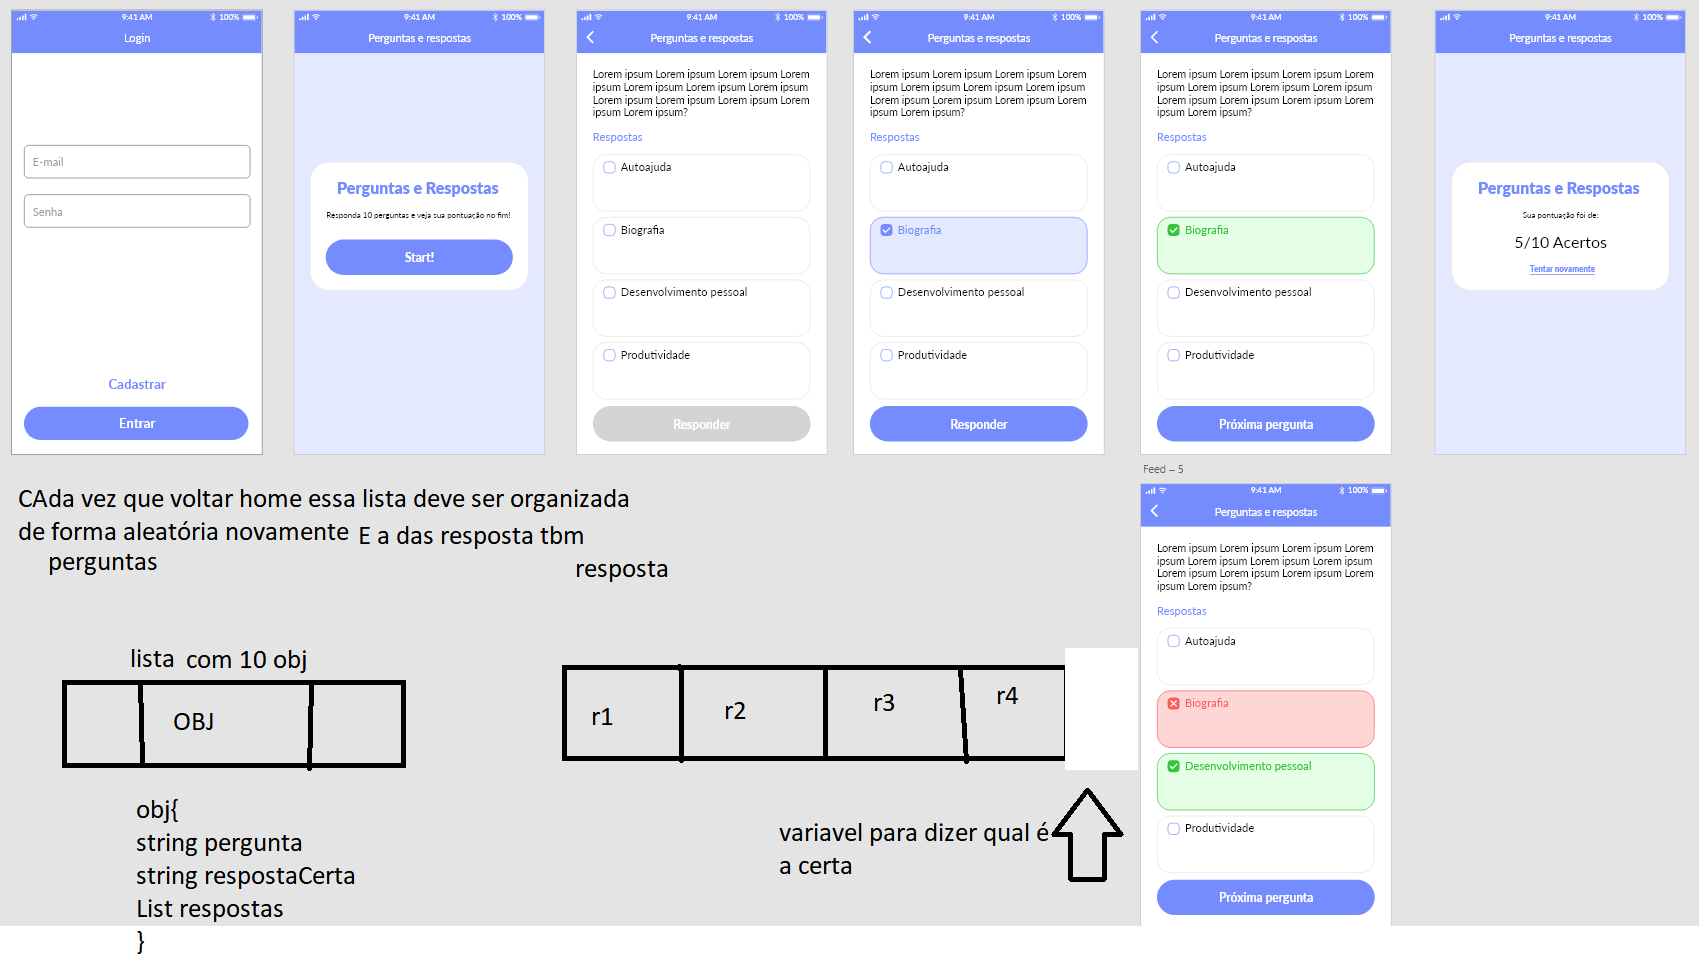 9:41 AM
100%
Login
E-mail
Senha
Cadastrar
Entrar
9:41 AM
100%
Perguntas e respostas
Perguntas e Respostas
Responda 10 perguntas e veja sua pontuação no fim!
Start!
9:41 AM
100%
Perguntas e respostas
Lorem ipsum Lorem ipsum Lorem ipsum Lorem
ipsum Lorem ipsum Lorem ipsum Lorem ipsum
Lorem ipsum Lorem ipsum Lorem ipsum Lorem
ipsum Lorem ipsum?
Respostas
Autoajuda
Biografia
Desenvolvimento pessoal
Produtividade
Responder
9:41 AM
100%
Perguntas e respostas
Lorem ipsum Lorem ipsum Lorem ipsum Lorem
ipsum Lorem ipsum Lorem ipsum Lorem ipsum
Lorem ipsum Lorem ipsum Lorem ipsum Lorem
ipsum Lorem ipsum?
Respostas
Autoajuda
Biografia
Desenvolvimento pessoal
Produtividade
Responder
9:41 AM
100%
Perguntas e respostas
Lorem ipsum Lorem ipsum Lorem ipsum Lorem
ipsum Lorem ipsum Lorem ipsum Lorem ipsum
Lorem ipsum Lorem ipsum Lorem ipsum Lorem
ipsum Lorem ipsum?
Respostas
Autoajuda
Biografia
Desenvolvimento pessoal
Produtividade
Próxima pergunta
9:41 AM
100%
Perguntas e respostas
Perguntas e Respostas
Sua pontuação foi de:
5/10 Acertos
Tentar novamente
Feed – 5
9:41 AM
100%
Perguntas e respostas
Lorem ipsum Lorem ipsum Lorem ipsum Lorem
ipsum Lorem ipsum Lorem ipsum Lorem ipsum
Lorem ipsum Lorem ipsum Lorem ipsum Lorem
ipsum Lorem ipsum?
Respostas
Autoajuda
Biografia
Desenvolvimento pessoal
Produtividade
Próxima pergunta
CAda vez que voltar home essa lista deve ser organizada
de forma aleatória novamente E a das resposta tbm
perguntas
resposta
lista com 10 obj
OBJ
obj{
string pergunta
string respostaCerta
List respostas
}
r1
r2
r3
r4
variavel para dizer qual é
a certa